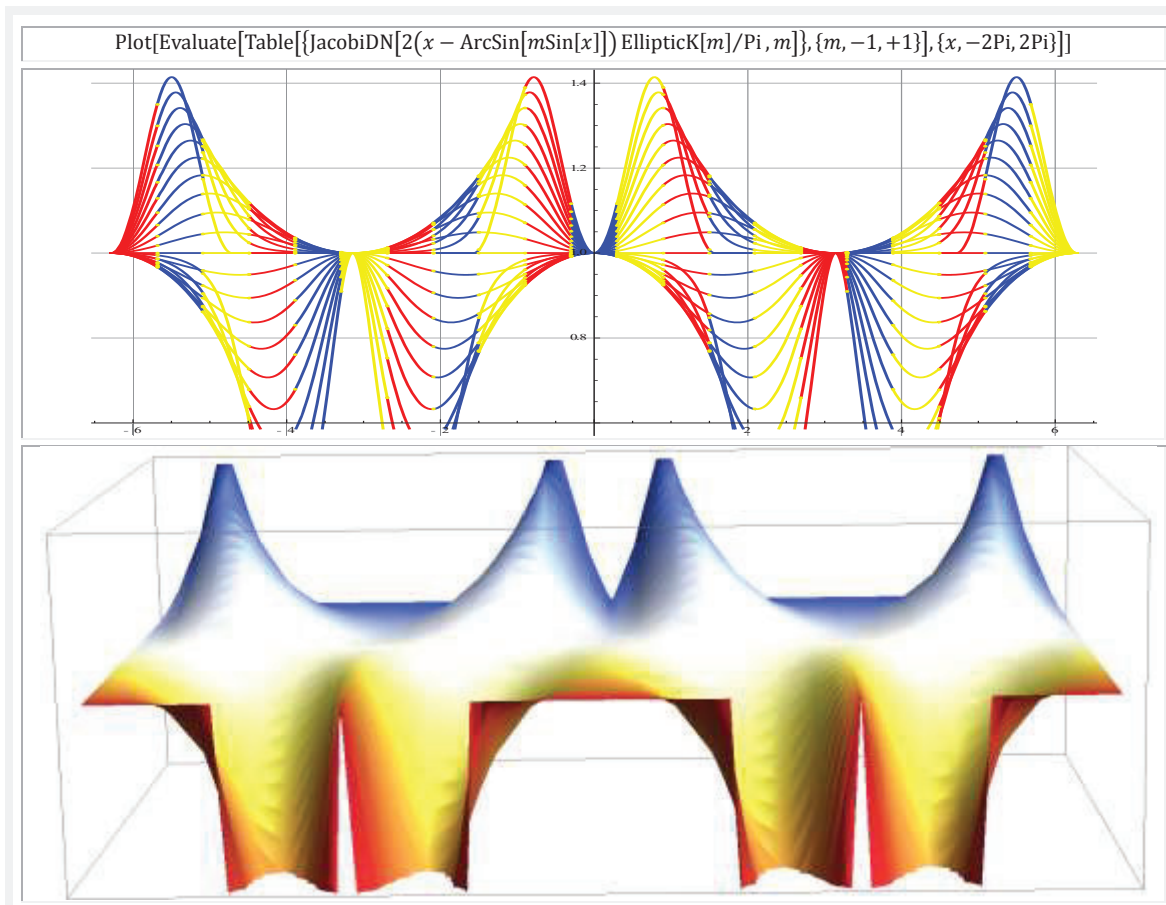 Plot[Evaluate[Table[{JacobiDN[2(x − ArcSin[mSin[x]]) EllipticK[m]/Pi , m]}, {m, −1, +1}], {x, −2Pi, 2Pi}]]
1.4
1.2
1.0
0.8
-6 -4 -2 2 4 6